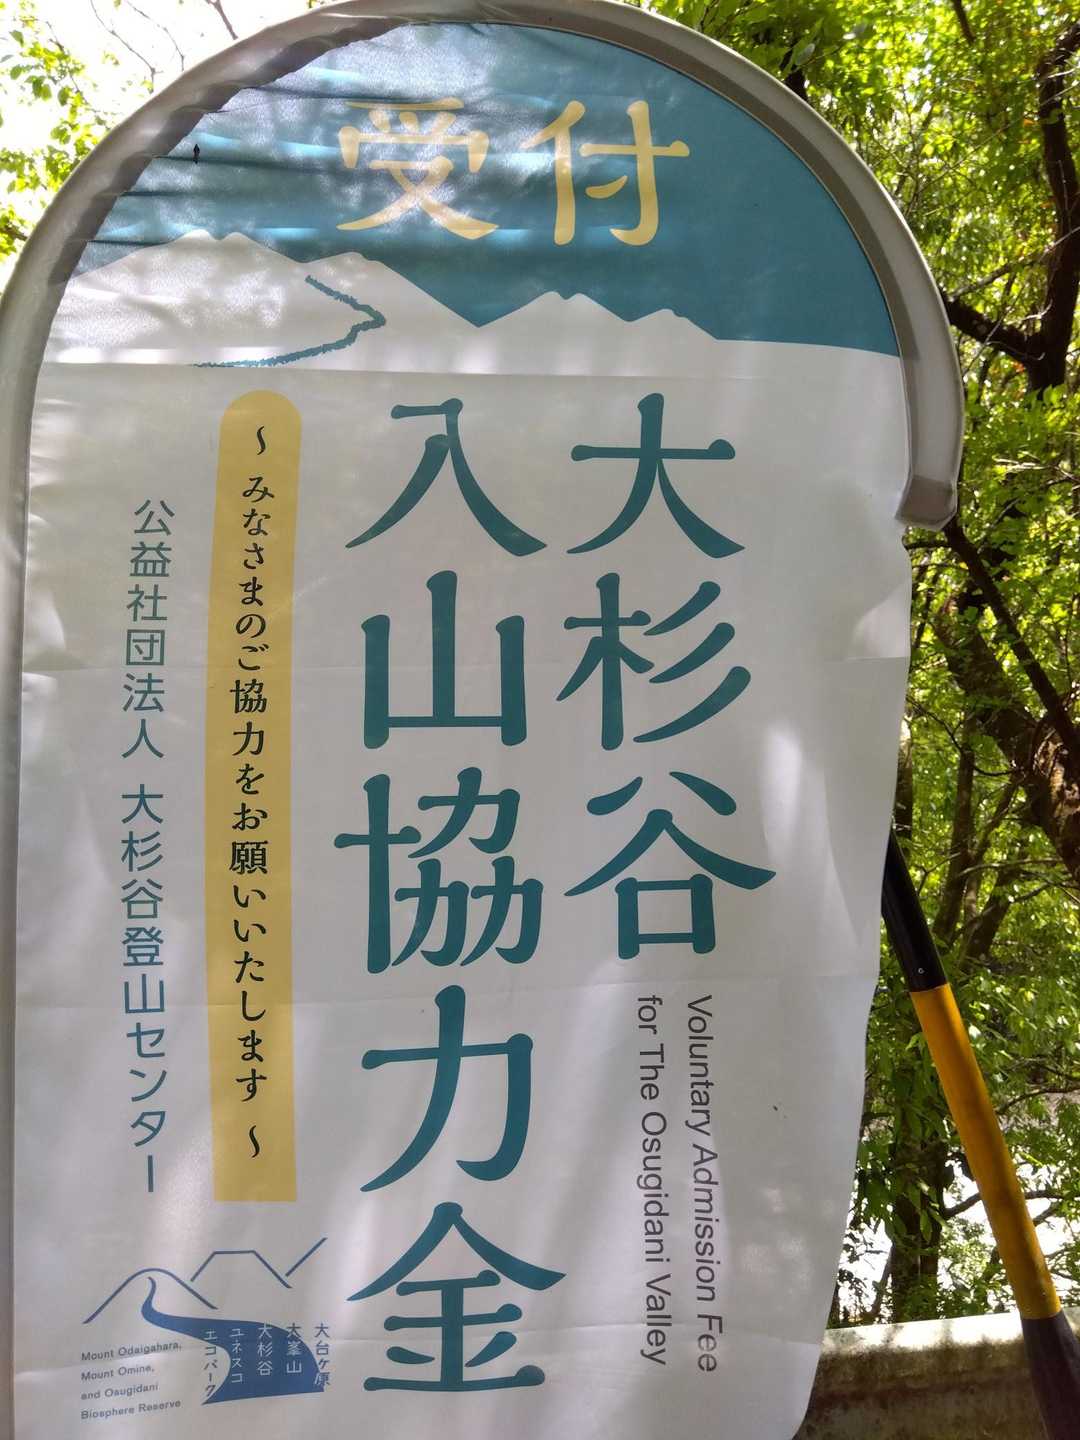 受付
大杉谷
入山協力金
Voluntary Admission Fee
for The Osugidani Valley
～みなさまのご協力をお願いいたします～
公益社団法人 大杉谷登山センター
大台ヶ原
大峯山
大杉谷
ユネスコ
エコパーク
Mount Odaigahara,
Mount Omine,
and Osugidani
Biosphere Reserve